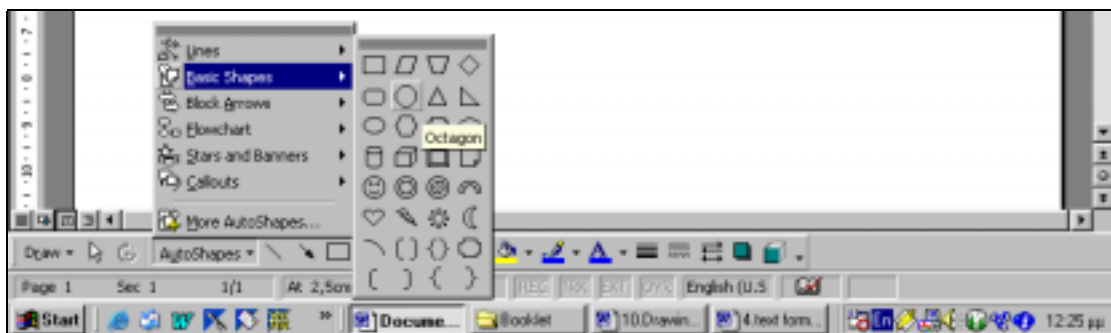 Lines
Basic Shapes
Block Arrows
Flowchart
Stars and Banners
Callouts
More AutoShapes...
Octagon
Draw AutoShapes
Page 1 Sec 1 1/1 At 2,5cm REC TRK EXT OVR English (U.S
Start Docume... Booklet 10.Drawin... 4.text form... En 12:25 μμ